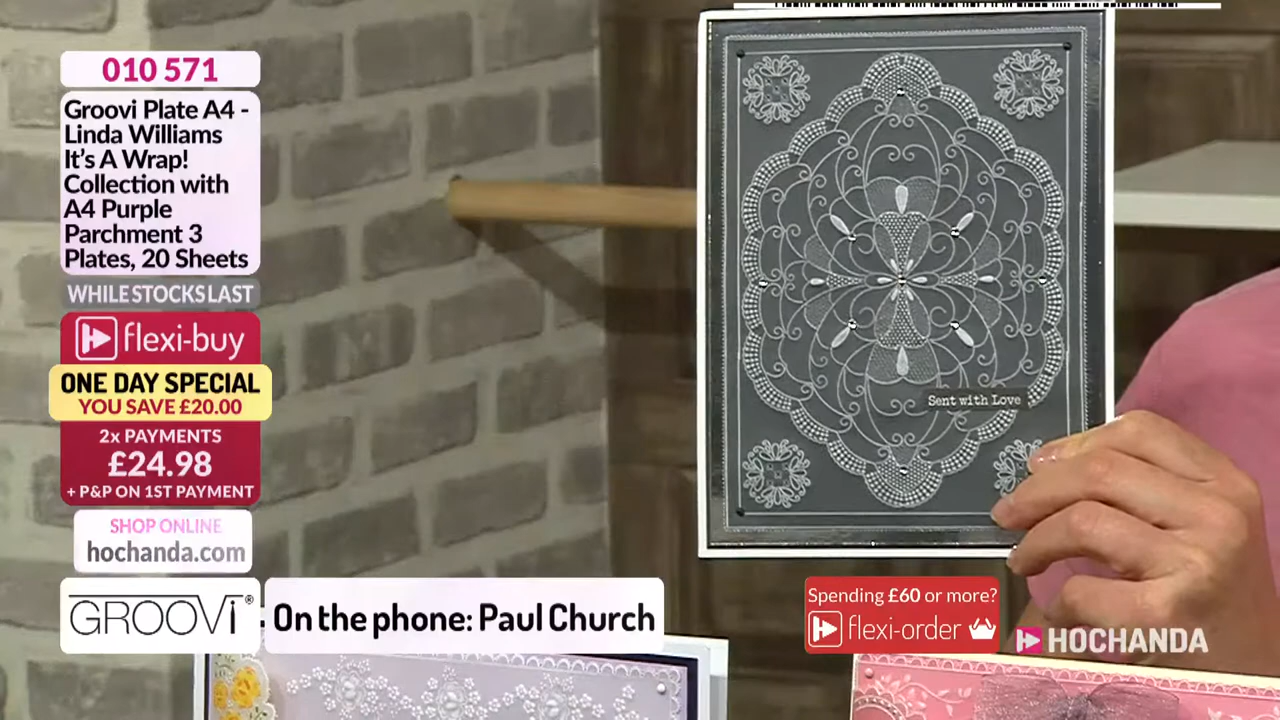 010 571
Groovi Plate A4 -
Linda Williams
It's A Wrap!
Collection with
A4 Purple
Parchment 3
Plates, 20 Sheets
WHILE STOCKS LAST
flexi-buy
ONE DAY SPECIAL
YOU SAVE £20.00
2x PAYMENTS
£24.98
+ P&P ON 1ST PAYMENT
SHOP ONLINE
hochanda.com
GROOVi®
On the phone: Paul Church
Sent with Love
Spending £60 or more?
flexi-order
HOCHANDA